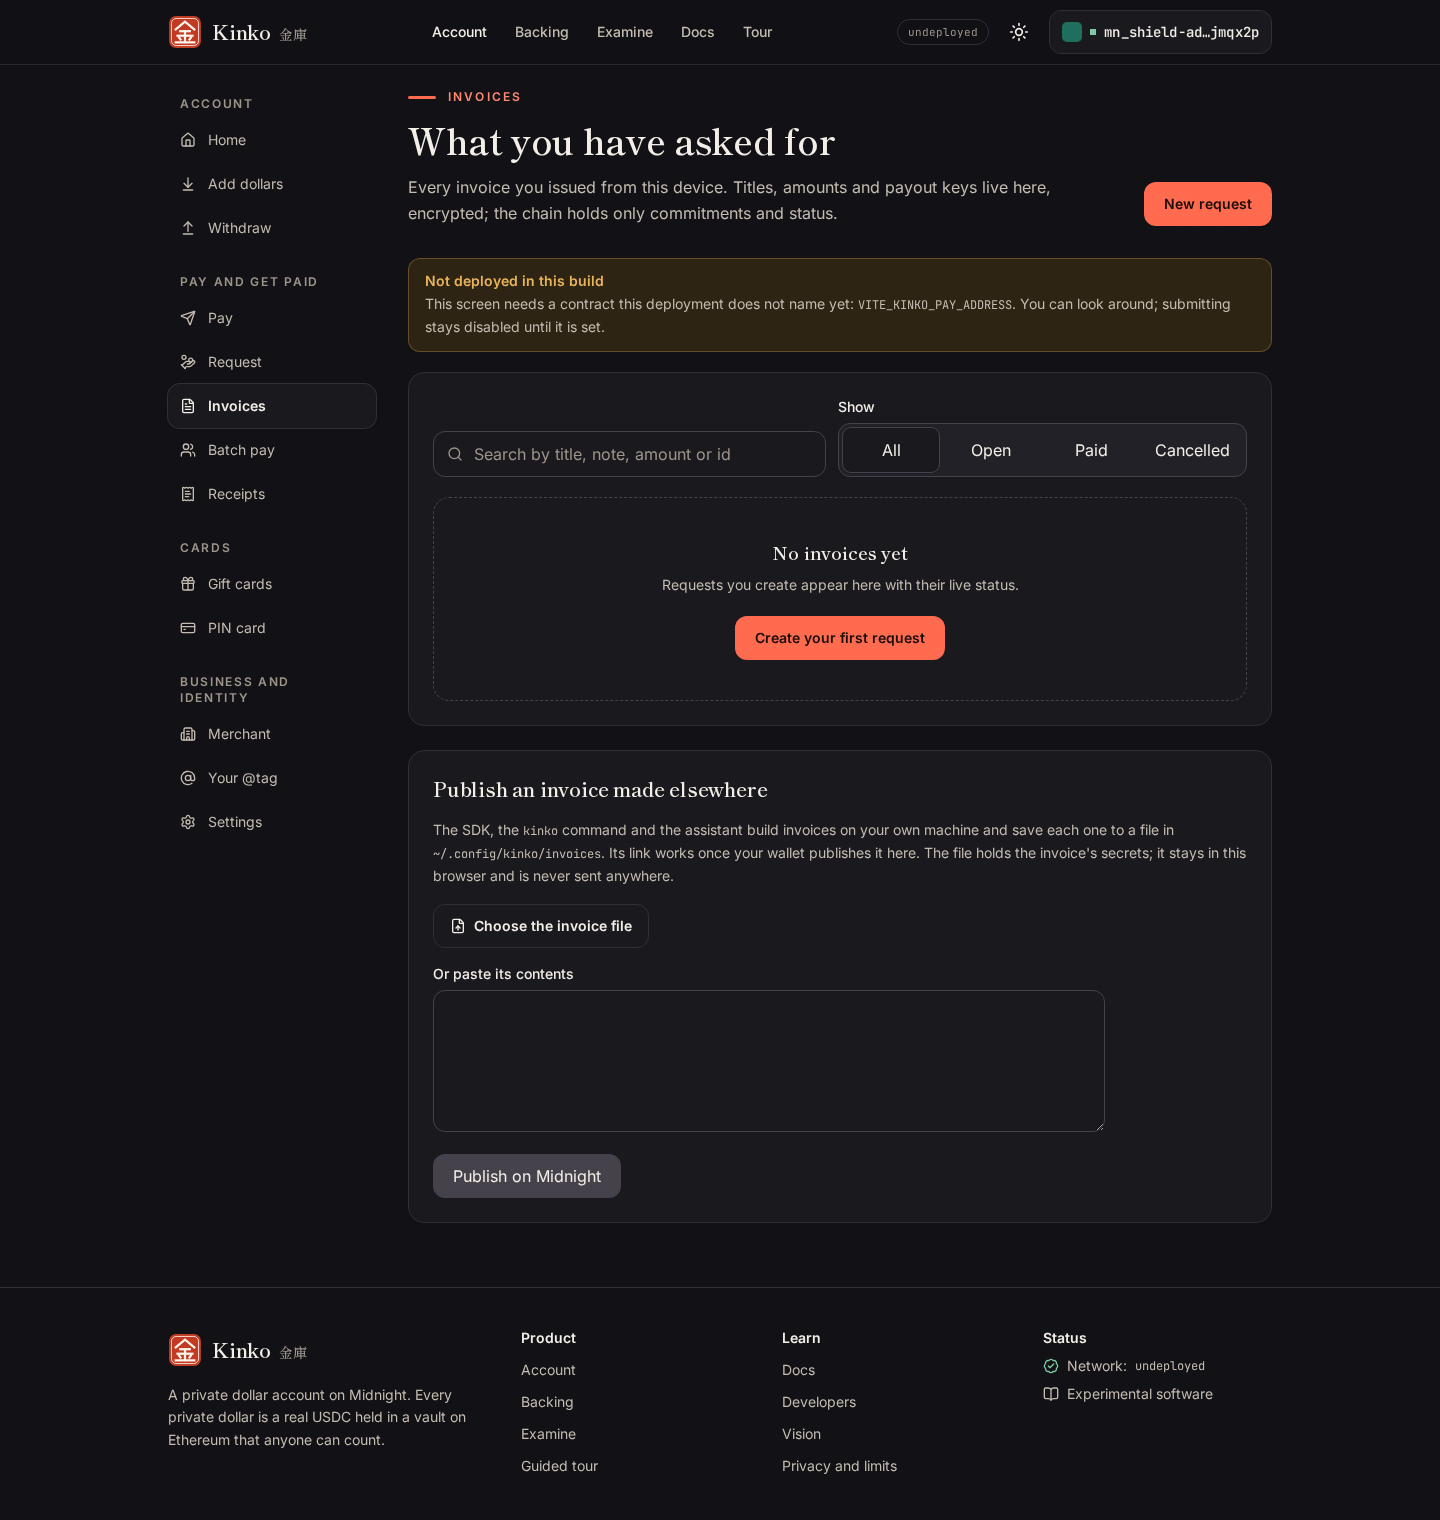 金 Kinko 金庫
Account Backing Examine Docs Tour
undeployed
mn_shield-ad…jmqx2p
ACCOUNT
Home
Add dollars
Withdraw
PAY AND GET PAID
Pay
Request
Invoices
Batch pay
Receipts
CARDS
Gift cards
PIN card
BUSINESS AND
IDENTITY
Merchant
Your @tag
Settings
INVOICES
What you have asked for
Every invoice you issued from this device. Titles, amounts and payout keys live here,
encrypted; the chain holds only commitments and status.
New request
Not deployed in this build
This screen needs a contract this deployment does not name yet: VITE_KINKO_PAY_ADDRESS. You can look around; submitting
stays disabled until it is set.
Show
Search by title, note, amount or id
All Open Paid Cancelled
No invoices yet
Requests you create appear here with their live status.
Create your first request
Publish an invoice made elsewhere
The SDK, the kinko command and the assistant build invoices on your own machine and save each one to a file in
~/.config/kinko/invoices. Its link works once your wallet publishes it here. The file holds the invoice's secrets; it stays in this
browser and is never sent anywhere.
Choose the invoice file
Or paste its contents
Publish on Midnight
金 Kinko 金庫
A private dollar account on Midnight. Every
private dollar is a real USDC held in a vault on
Ethereum that anyone can count.
Product
Account
Backing
Examine
Guided tour
Learn
Docs
Developers
Vision
Privacy and limits
Status
Network: undeployed
Experimental software